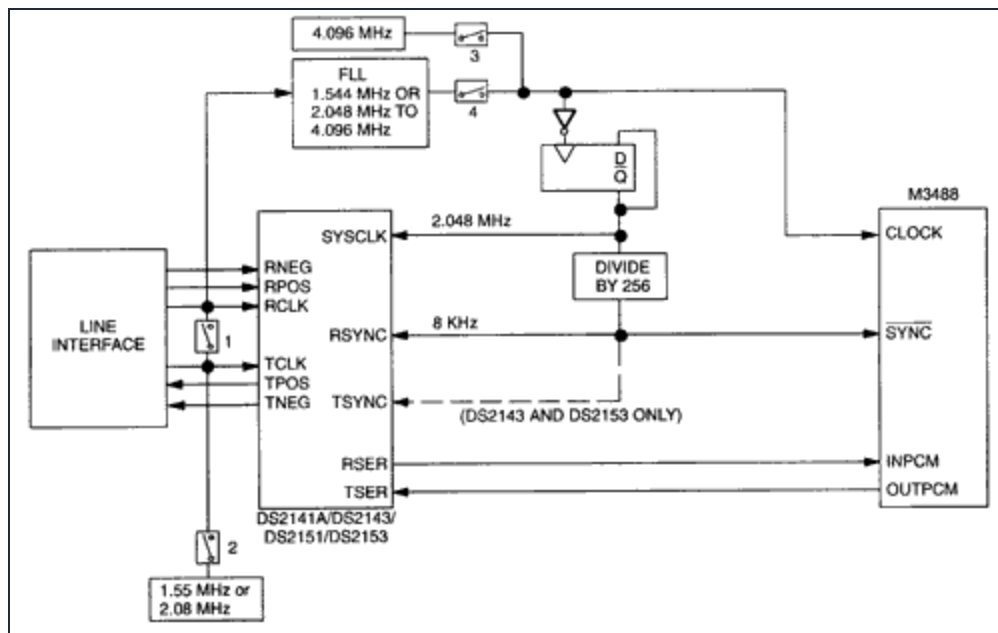 4.096 MHz
3
FLL
1.544 MHz OR
2.048 MHz TO
4.096 MHz
4
D
Q
M3488
SYSCLK
2.048 MHz
CLOCK
LINE
INTERFACE
RNEG
RPOS
RCLK
DIVIDE
BY 256
1
RSYNC
8 KHz
SYNC
TCLK
TPOS
TNEG
TSYNC
(DS2143 AND DS2153 ONLY)
RSER
INPCM
TSER
OUTPCM
DS2141A/DS2143/
DS2151/DS2153
2
1.55 MHz or
2.08 MHz